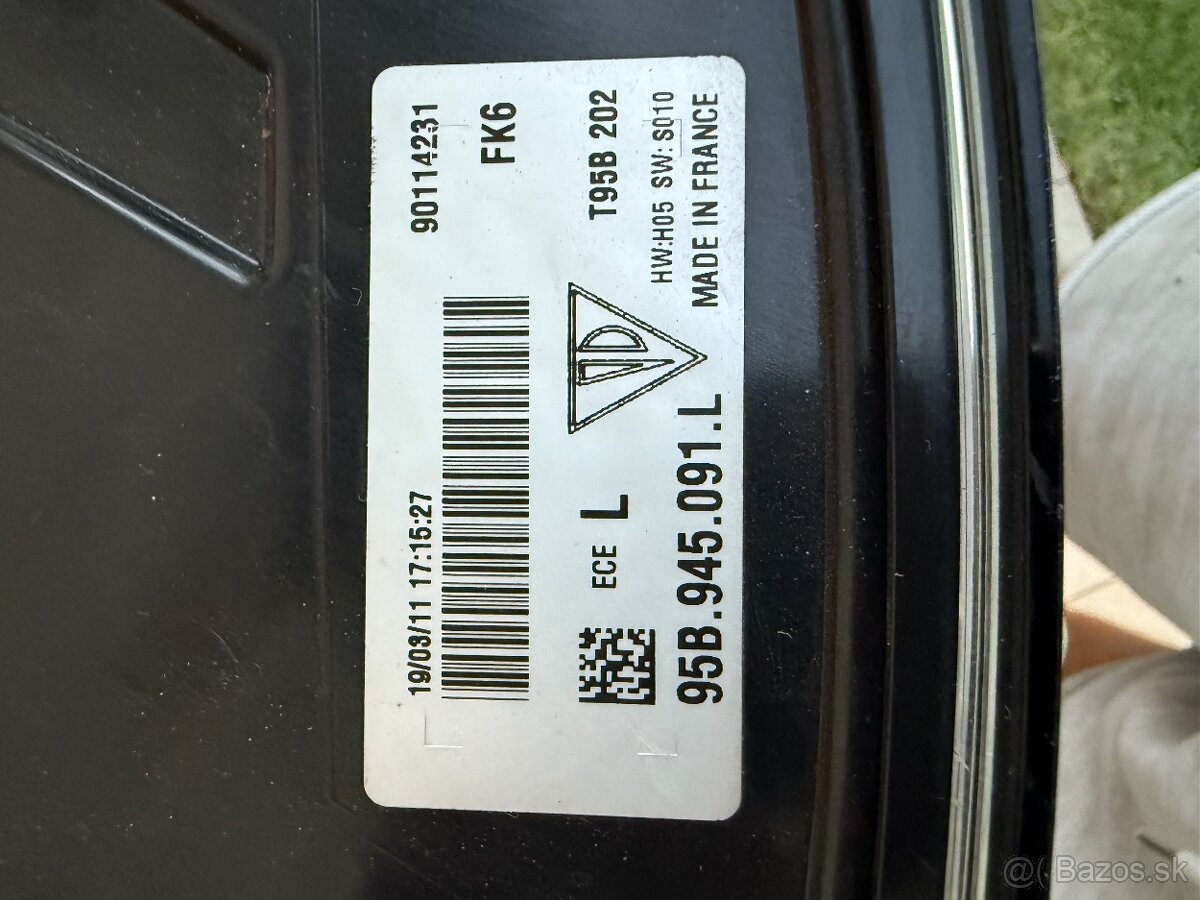 19/03/11 17:15:27 90114231
FK6
ECE L T95B 202
HW:H05 SW: S010
95B.945.091.L MADE IN FRANCE
@( Bazos.sk